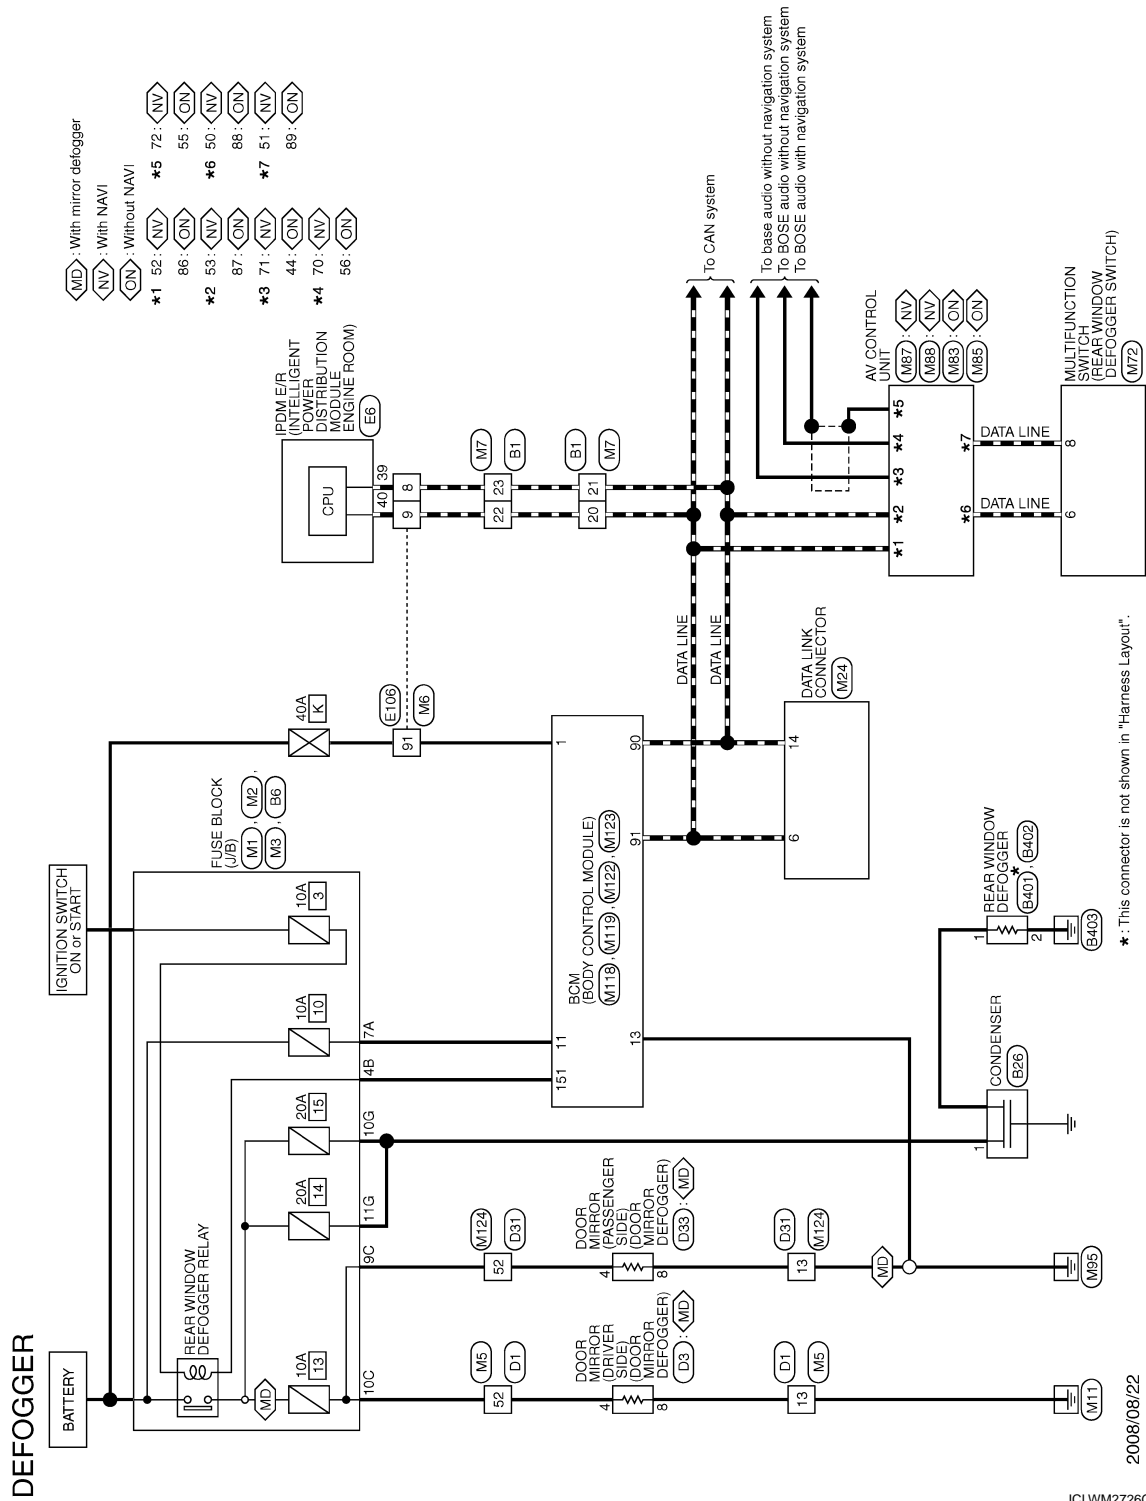 DEFOGGER
BATTERY
IGNITION SWITCH
ON or START
FUSE BLOCK
(J/B)
M1 , M2 ,
M3 , B6
REAR WINDOW
DEFOGGER RELAY
MD
10A
13
20A
14
20A
15
10A
10
10A
3
40A
K
10C
9C
11G
10G
4B
7A
E106
M6
91
MD : With mirror defogger
NV : With NAVI
ON : Without NAVI
*1 52 : NV
86 : ON
*2 53 : NV
87 : ON
*3 71 : NV
44 : ON
*4 70 : NV
56 : ON
*5 72 : NV
55 : ON
*6 50 : NV
88 : ON
*7 51 : NV
89 : ON
IPDM E/R
(INTELLIGENT
POWER
DISTRIBUTION
MODULE
ENGINE ROOM)
E6
CPU
40 39
9 8
M7
B1
22 23
B1
M7
20 21
M5
D1
52
M124
D31
52
DOOR
MIRROR
(DRIVER
SIDE)
(DOOR
MIRROR
DEFOGGER)
D3 : MD
4
8
DOOR
MIRROR
(PASSENGER
SIDE)
(DOOR
MIRROR
DEFOGGER)
D33 : MD
4
8
D1
M5
13
D31
M124
13
MD
M11
M95
151 11 1
BCM
(BODY CONTROL MODULE)
M118 , M119 , M122 , M123
13 91 90
DATA LINE
DATA LINE
To CAN system
To base audio without navigation system
To BOSE audio without navigation system
To BOSE audio with navigation system
DATA LINK
CONNECTOR
M24
6 14
AV CONTROL
UNIT
M87 : NV
M88 : NV
M83 : ON
M85 : ON
*1 *2 *3 *4 *5
*6 *7
DATA LINE
DATA LINE
6 8
MULTIFUNCTION
SWITCH
(REAR WINDOW
DEFOGGER SWITCH)
M72
CONDENSER
B26
1
REAR WINDOW
DEFOGGER
*
B401 , B402
1
2
B403
* : This connector is not shown in "Harness Layout".
2008/08/22